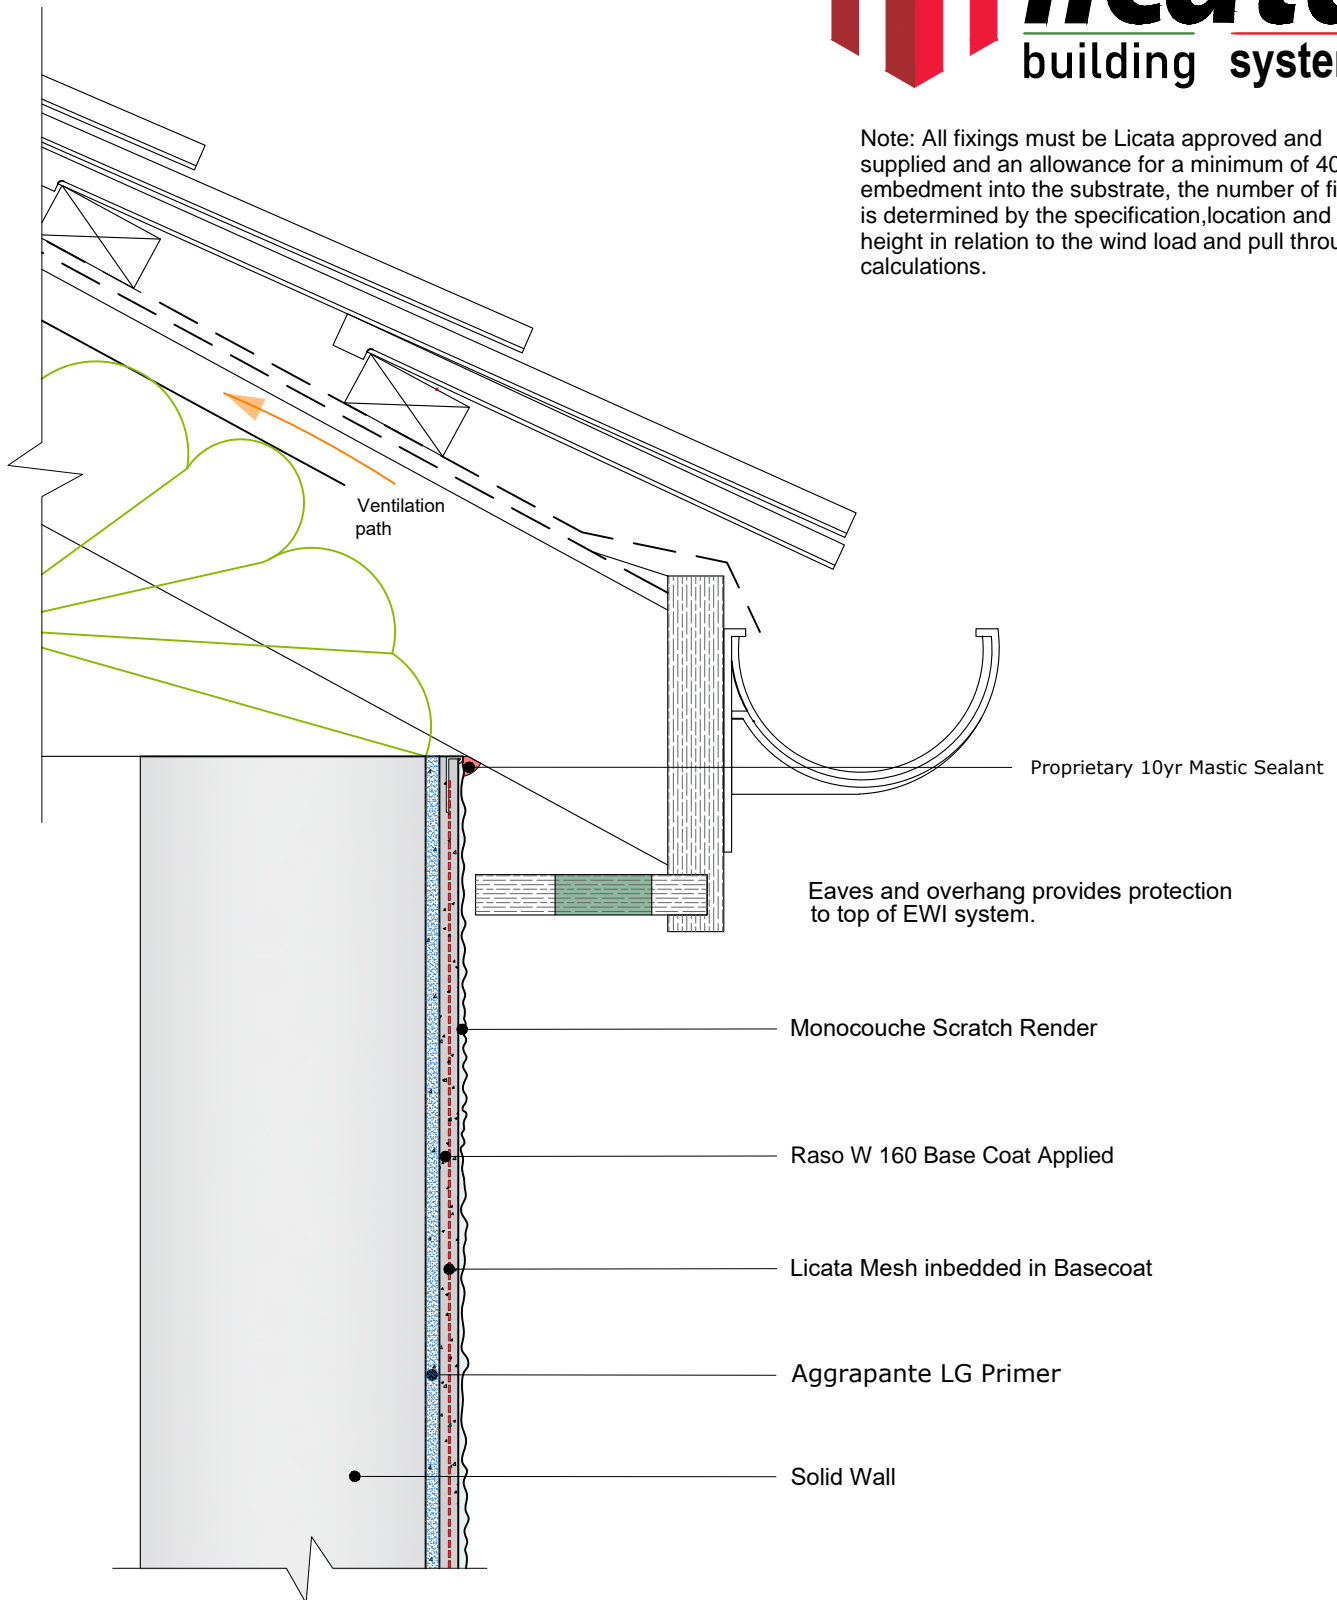 building
Note: All fixings must be Licata approved and
supplied and an allowance for a minimum of
embedment into the substrate, the number of
is determined by the specification,location and
height in relation to the wind load and pull
calculations.
Ventilation
path
Proprietary 10yr Mastic Sealant
Eaves and overhang provides protection
to top of EWI system.
Monocouche Scratch Render
Raso W 160 Base Coat Applied
Licata Mesh inbedded in Basecoat
Aggrapante LG Primer
Solid Wall